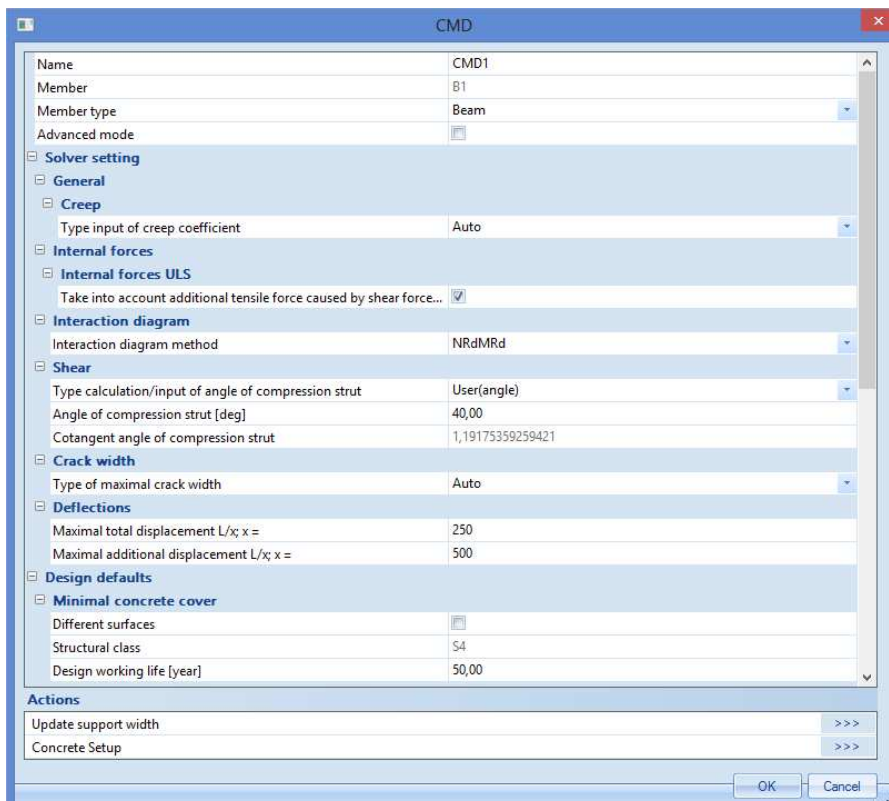 CMD
Name CMD1
Member B1
Member type Beam
Advanced mode
Solver setting
General
Creep
Type input of creep coefficient Auto
Internal forces
Internal forces ULS
Take into account additional tensile force caused by shear force...
Interaction diagram
Interaction diagram method NRdMRd
Shear
Type calculation/input of angle of compression strut User(angle)
Angle of compression strut [deg] 40,00
Cotangent angle of compression strut 1,19175359259421
Crack width
Type of maximal crack width Auto
Deflections
Maximal total displacement L/x; x = 250
Maximal additional displacement L/x; x = 500
Design defaults
Minimal concrete cover
Different surfaces
Structural class S4
Design working life [year] 50,00
Actions
Update support width >>>
Concrete Setup >>>
OK Cancel